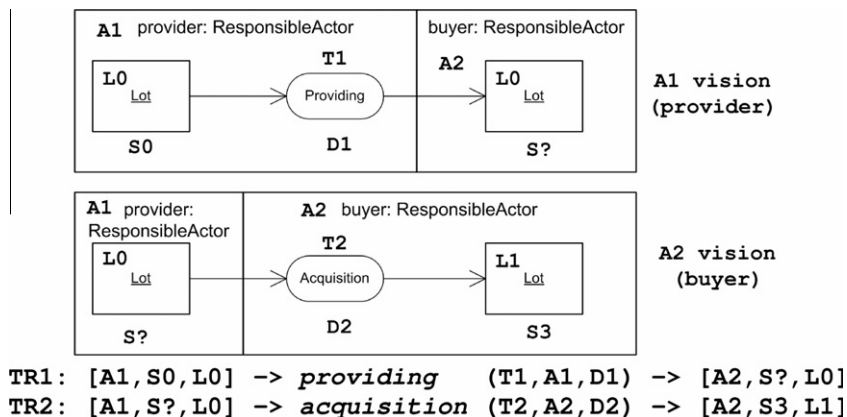 A1 provider: ResponsibleActor
buyer: ResponsibleActor
T1
A2
L0
Lot
Providing
L0
Lot
A1 vision
(provider)
S0
D1
S?
A1 provider:
ResponsibleActor
A2 buyer: ResponsibleActor
T2
L0
Lot
Acquisition
L1
Lot
A2 vision
(buyer)
S?
D2
S3
TR1: [A1,S0,L0] –> providing (T1,A1,D1) –> [A2,S?,L0]
TR2: [A1,S?,L0] –> acquisition (T2,A2,D2) –> [A2,S3,L1]